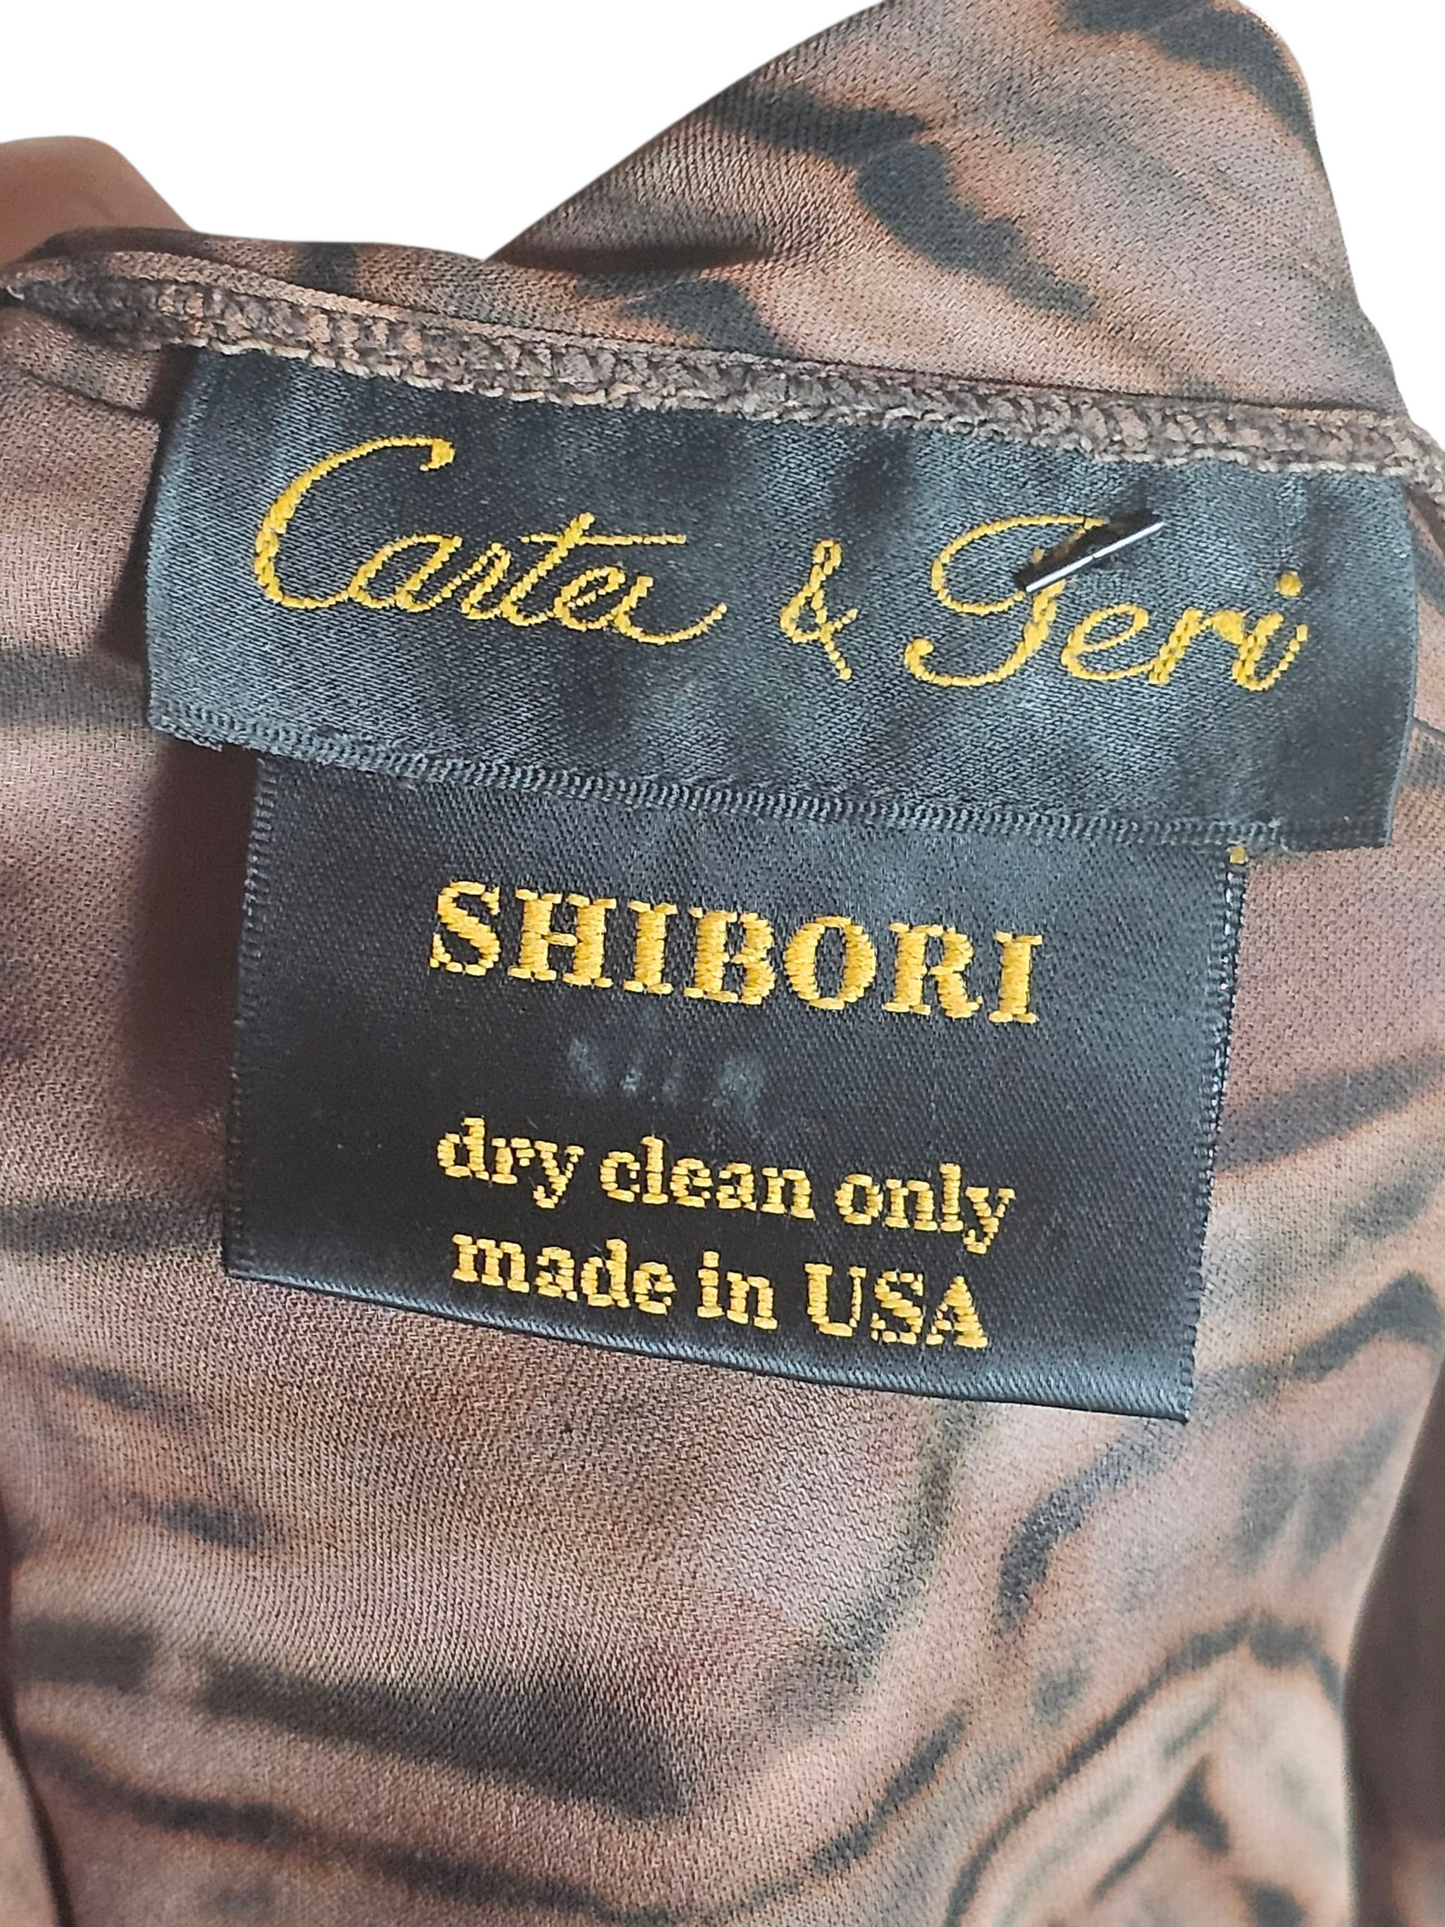 Carter & Teri
SHIBORI
dry clean only
made in USA